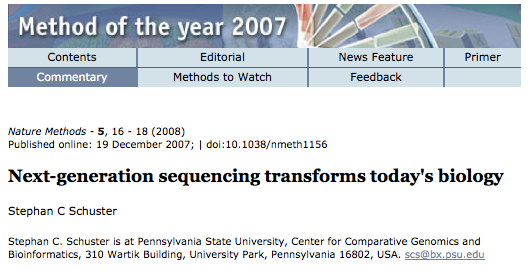 Method of the year 2007
Contents Editorial News Feature Primer
Commentary Methods to Watch Feedback
Nature Methods - 5, 16 - 18 (2008)
Published online: 19 December 2007; | doi:10.1038/nmeth1156
Next-generation sequencing transforms today's biology
Stephan C Schuster
Stephan C. Schuster is at Pennsylvania State University, Center for Comparative Genomics and
Bioinformatics, 310 Wartik Building, University Park, Pennsylvania 16802, USA. scs@bx.psu.edu